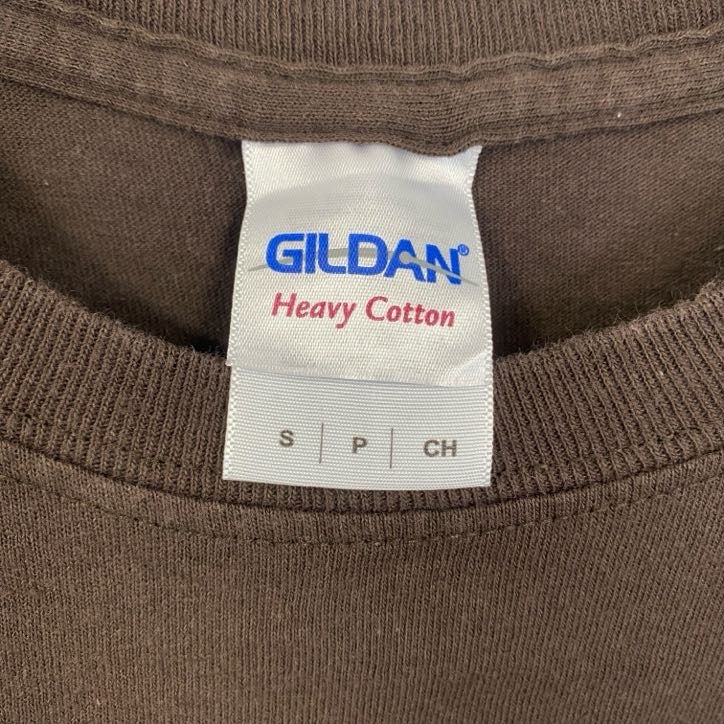 GILDAN®
Heavy Cotton
S | P | CH